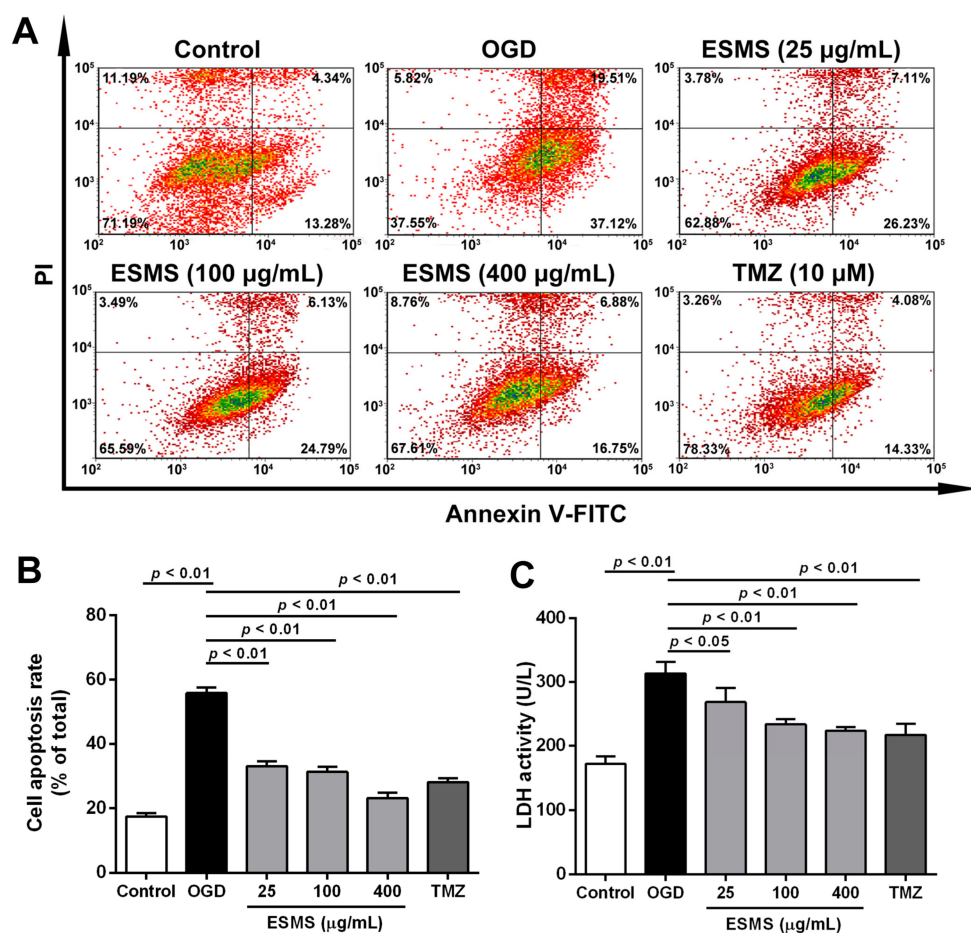 A
Control
OGD
ESMS (25 µg/mL)
10⁵
11.19%
4.34%
10⁴
10³
71.19%
13.28%
10² 10³ 10⁴ 10⁵
10⁵
5.82%
19.51%
10⁴
10³
37.55%
37.12%
10² 10³ 10⁴ 10⁵
10⁵
3.78%
7.11%
10⁴
10³
62.88%
26.23%
10² 10³ 10⁴ 10⁵
PI
ESMS (100 µg/mL)
ESMS (400 µg/mL)
TMZ (10 µM)
10⁵
3.49%
6.13%
10⁴
10³
65.59%
24.79%
10² 10³ 10⁴ 10⁵
10⁵
8.76%
6.88%
10⁴
10³
67.61%
16.75%
10² 10³ 10⁴ 10⁵
10⁵
3.26%
4.08%
10⁴
10³
78.33%
14.33%
10² 10³ 10⁴ 10⁵
Annexin V-FITC
B
p < 0.01
p < 0.01
p < 0.01
p < 0.01
p < 0.01
Cell apoptosis rate
(% of total)
80
60
40
20
0
Control OGD 25 100 400 TMZ
ESMS (µg/mL)
C
p < 0.01
p < 0.01
p < 0.01
p < 0.01
p < 0.05
LDH activity (U/L)
400
300
200
100
0
Control OGD 25 100 400 TMZ
ESMS (µg/mL)